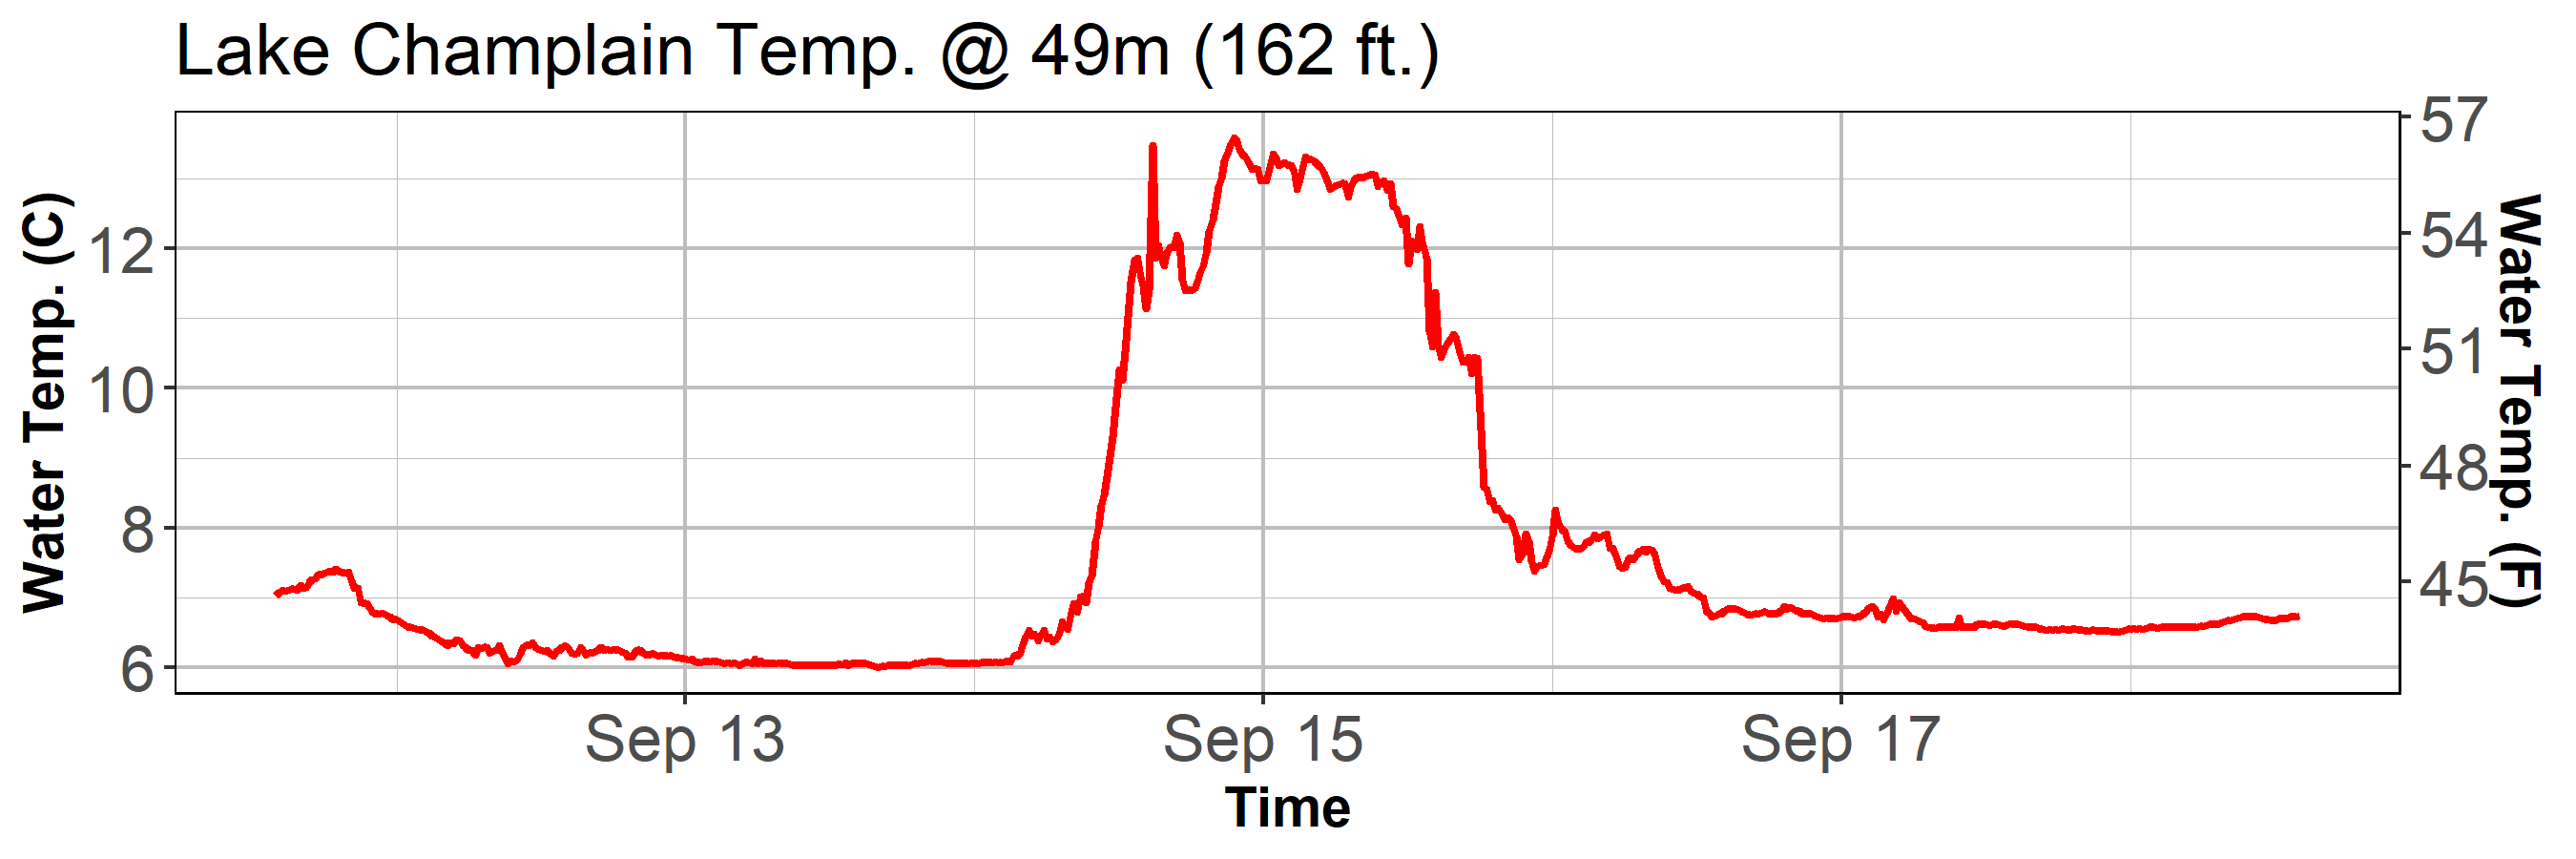 Lake Champlain Temp. @ 49m (162 ft.)
Water Temp. (C)
12
10
8
6
57
54
51
48
45
Water Temp. (F)
Sep 13
Sep 15
Sep 17
Time